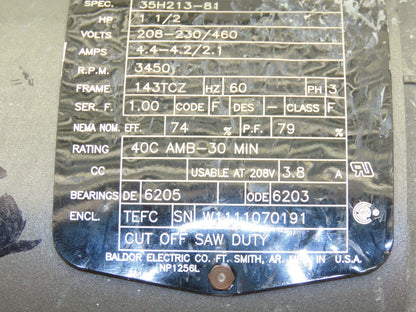 SPEC. 35H213-81
HP 1 1/2
VOLTS 208-230/460
AMPS 4.4-4.2/2.1
R.P.M. 3450
FRAME 143TCZ HZ 60 PH 3
SER. F. 1.00 CODE F DES - CLASS F
NEMA NOM. EFF. 74 % P.F. 79 %
RATING 40C AMB-30 MIN
CC USABLE AT 208V 3.8 A
BEARINGS DE 6205 ODE 6203
ENCL. TEFC SN W1111070191
CUT OFF SAW DUTY
BALDOR ELECTRIC CO. FT. SMITH, AR. MFD. IN U.S.A.
NP1256L